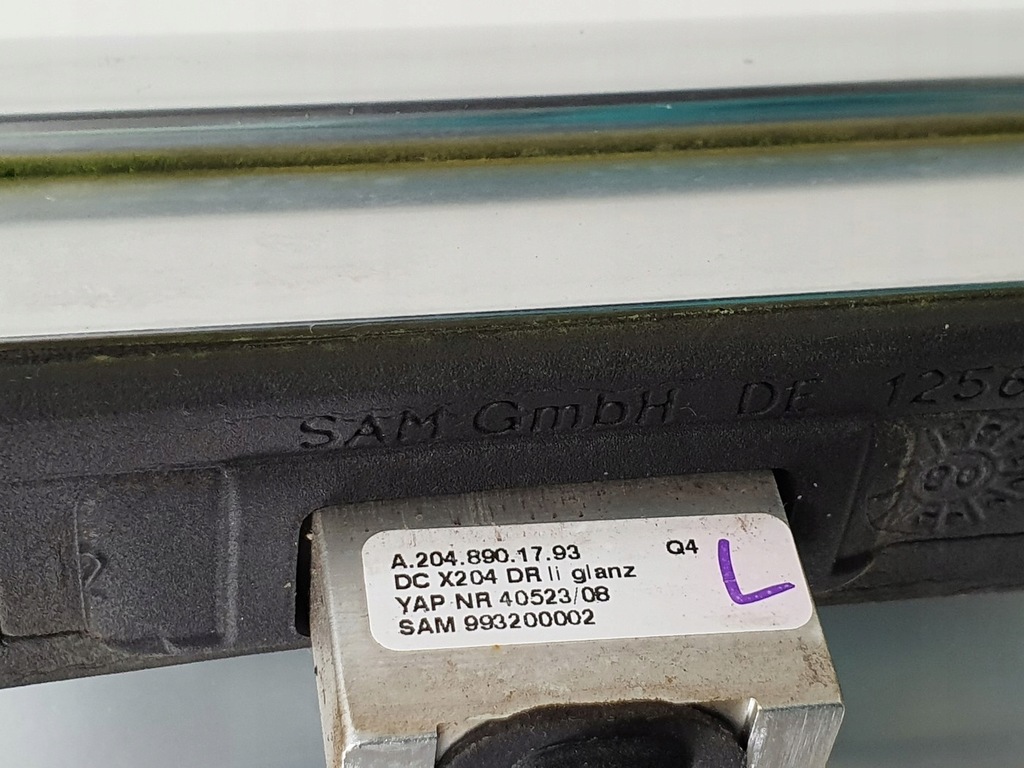 SAM GmbH DE 1256
A.204.890.17.93 Q4 L
DC X204 DR li glanz
YAP NR 40523/08
SAM 993200002